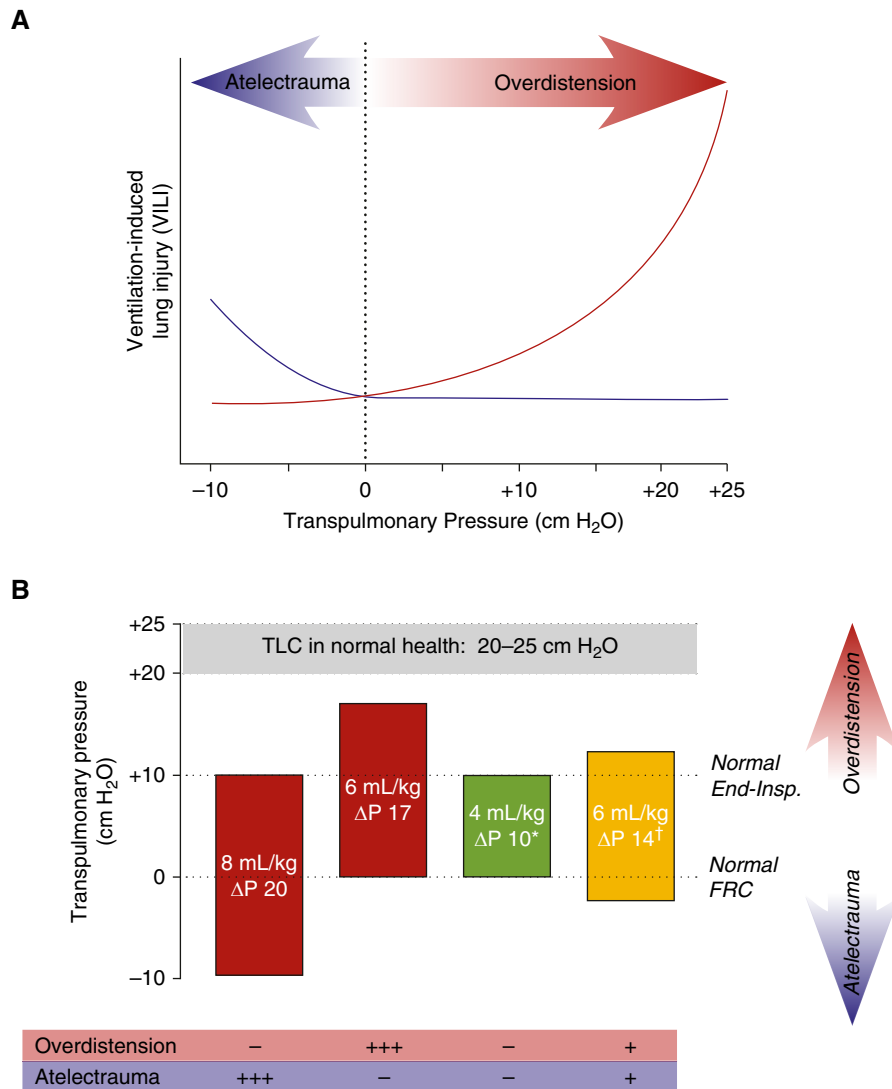 A
Atelectrauma
Overdistension
Ventilation-induced
lung injury (VILI)
–10 0 +10 +20 +25
Transpulmonary Pressure (cm H₂O)
B
Transpulmonary pressure
(cm H₂O)
+25
+20
+10
0
–10
TLC in normal health: 20–25 cm H₂O
8 mL/kg
ΔP 20
6 mL/kg
ΔP 17
4 mL/kg
ΔP 10*
6 mL/kg
ΔP 14†
Normal
End-Insp.
Normal
FRC
Overdistension
Atelectrauma
Overdistension – +++ – +
Atelectrauma +++ – – +